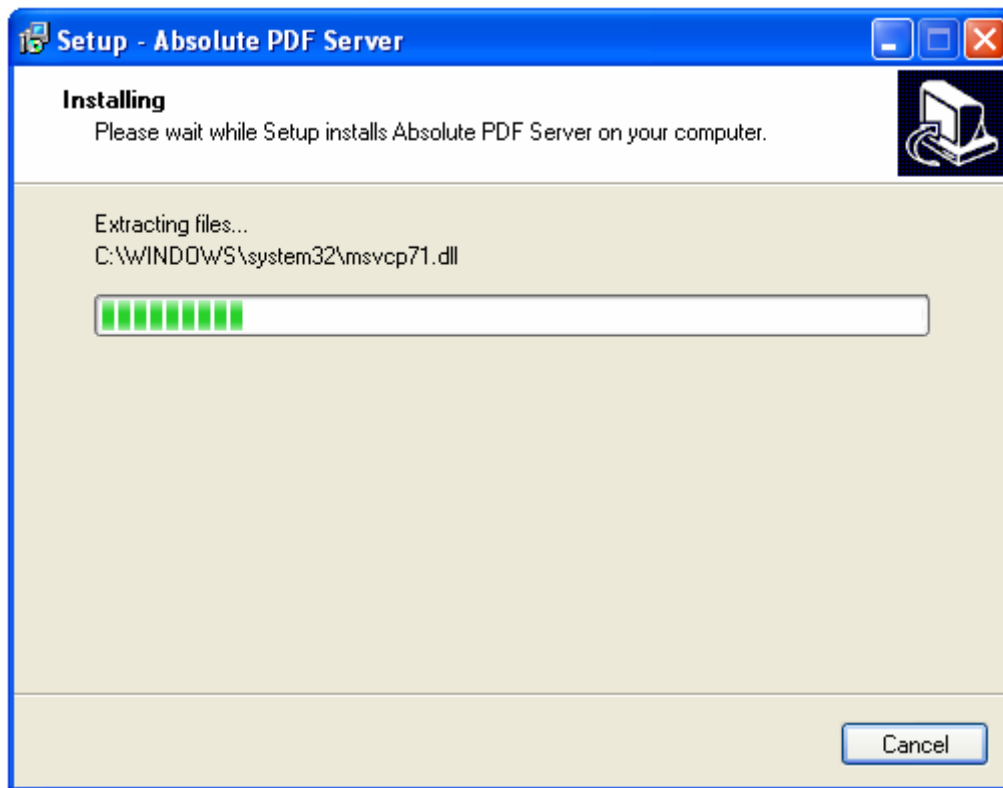 Setup - Absolute PDF Server
Installing
Please wait while Setup installs Absolute PDF Server on your computer.
Extracting files...
C:\WINDOWS\system32\msvcp71.dll
Cancel